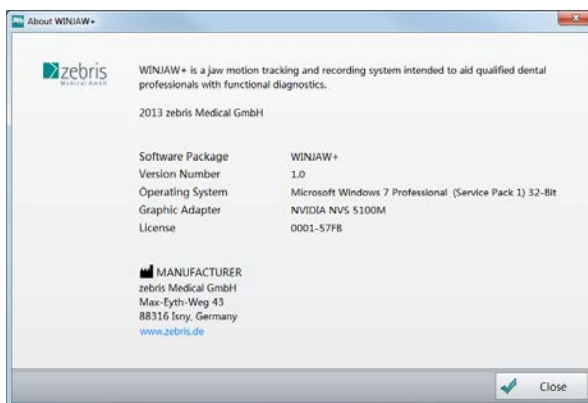 About WINJAW+
zebris
Medical GmbH
WINJAW+ is a jaw motion tracking and recording system intended to aid qualified dental
professionals with functional diagnostics.
2013 zebris Medical GmbH
Software Package WINJAW+
Version Number 1.0
Operating System Microsoft Windows 7 Professional (Service Pack 1) 32-Bit
Graphic Adapter NVIDIA NVS 5100M
License 0001-57FB
MANUFACTURER
zebris Medical GmbH
Max-Eyth-Weg 43
88316 Isny, Germany
www.zebris.de
Close